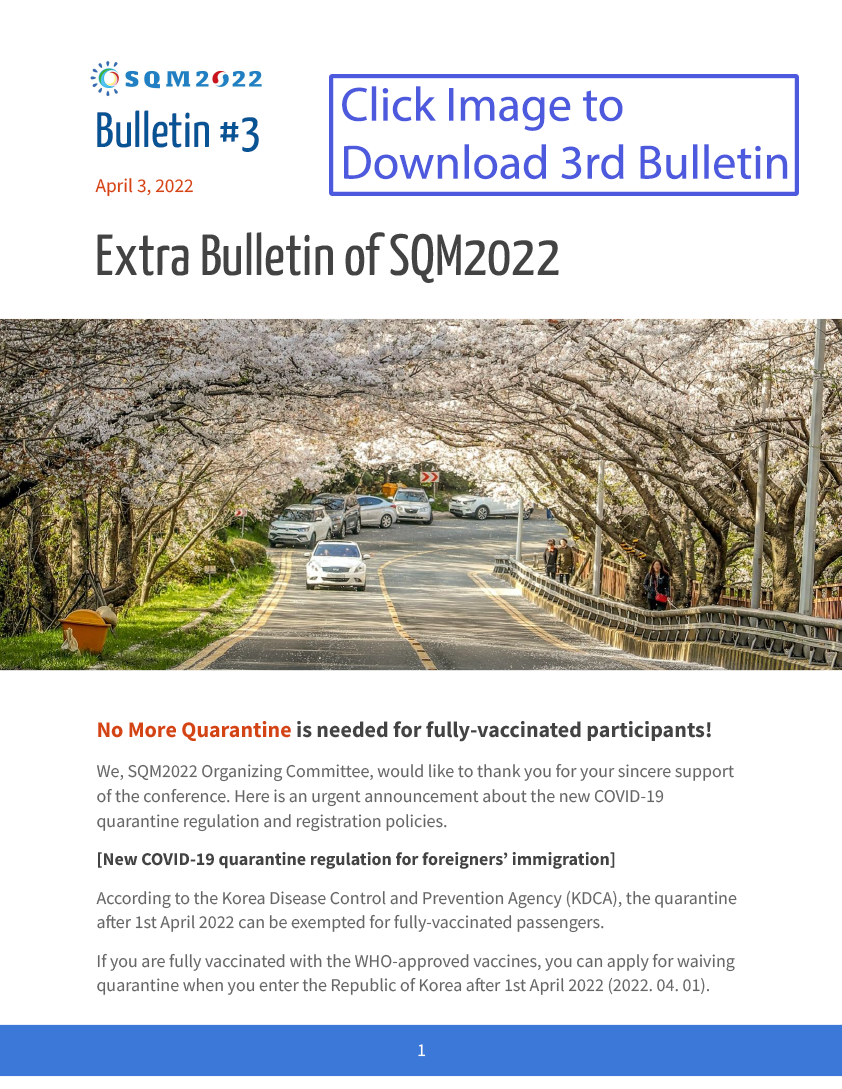 SQM2022
Bulletin #3
April 3, 2022
Click Image to
Download 3rd Bulletin
Extra Bulletin of SQM2022
No More Quarantine is needed for fully-vaccinated participants!
We, SQM2022 Organizing Committee, would like to thank you for your sincere support
of the conference. Here is an urgent announcement about the new COVID-19
quarantine regulation and registration policies.
[New COVID-19 quarantine regulation for foreigners’ immigration]
According to the Korea Disease Control and Prevention Agency (KDCA), the quarantine
after 1st April 2022 can be exempted for fully-vaccinated passengers.
If you are fully vaccinated with the WHO-approved vaccines, you can apply for waiving
quarantine when you enter the Republic of Korea after 1st April 2022 (2022. 04. 01).
1